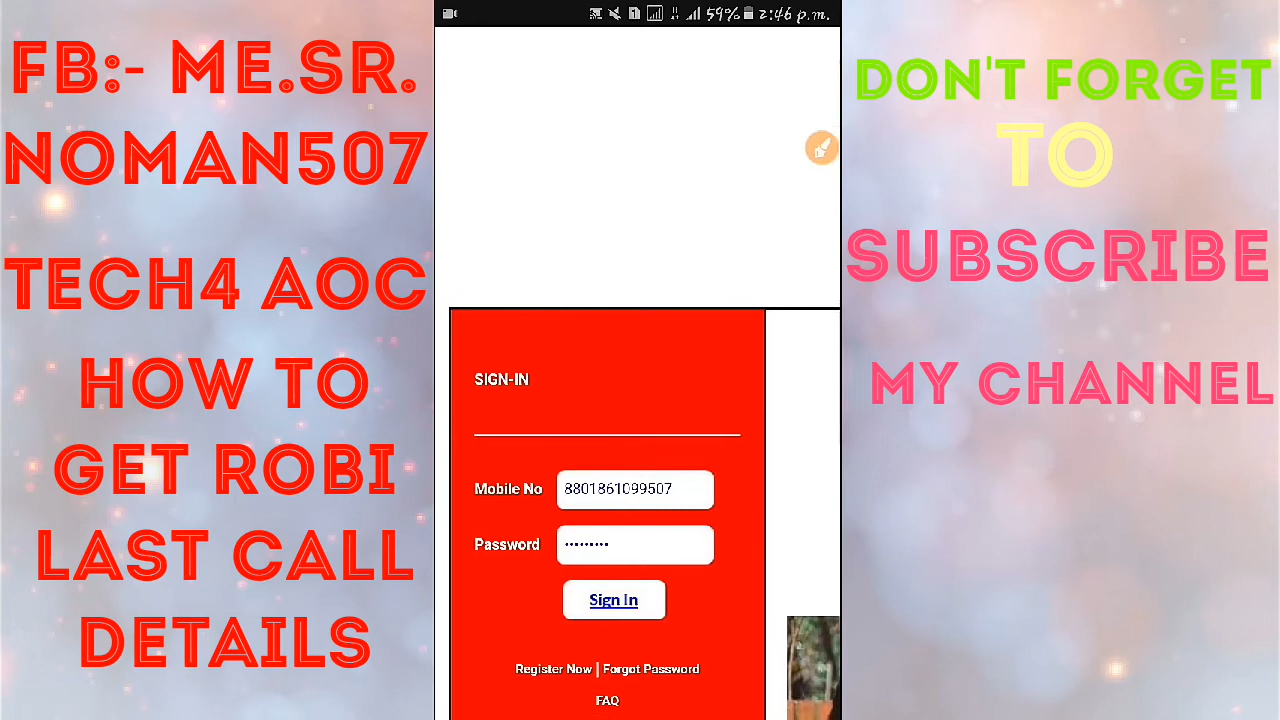 FB:- ME.SR.
NOMAN507
TECH4 AOC
HOW TO
GET ROBI
LAST CALL
DETAILS
59% 2:46 p.m.
SIGN-IN
Mobile No 8801861099507
Password •••••••••
Sign In
Register Now | Forgot Password
FAQ
DON'T FORGET
TO
SUBSCRIBE
MY CHANNEL